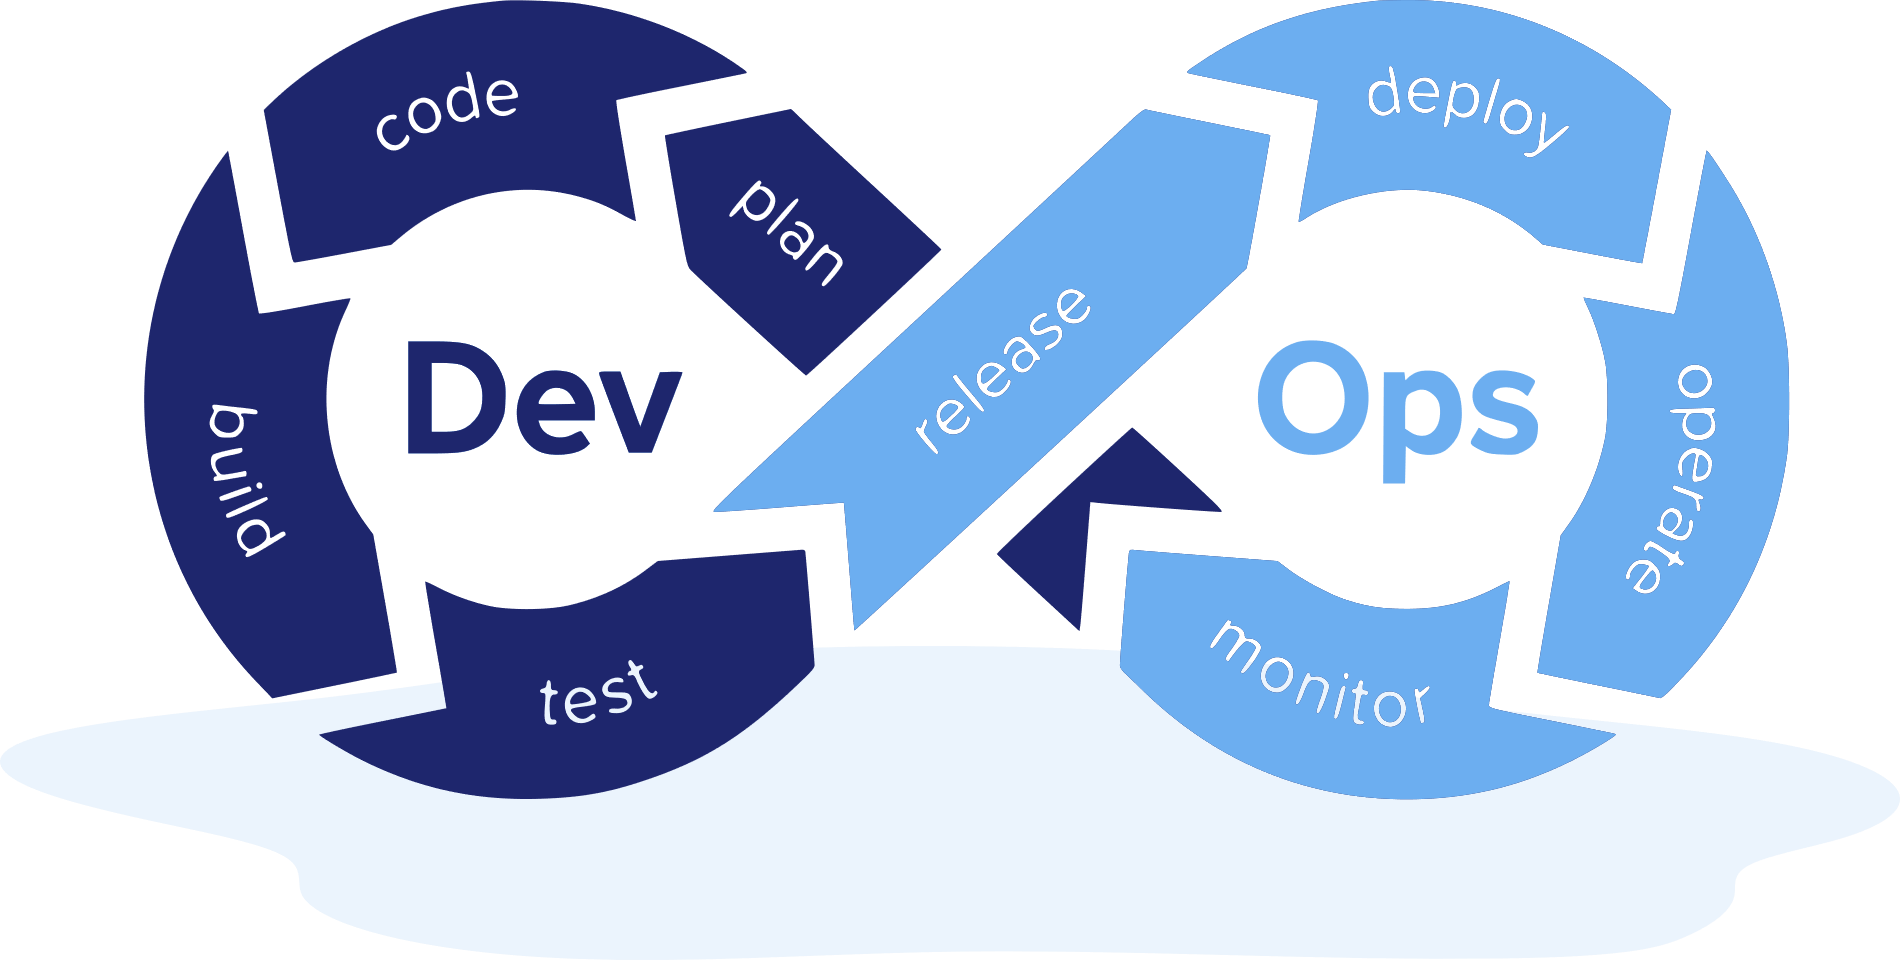 code
plan
build
Dev
test
release
deploy
Ops
operate
monitor